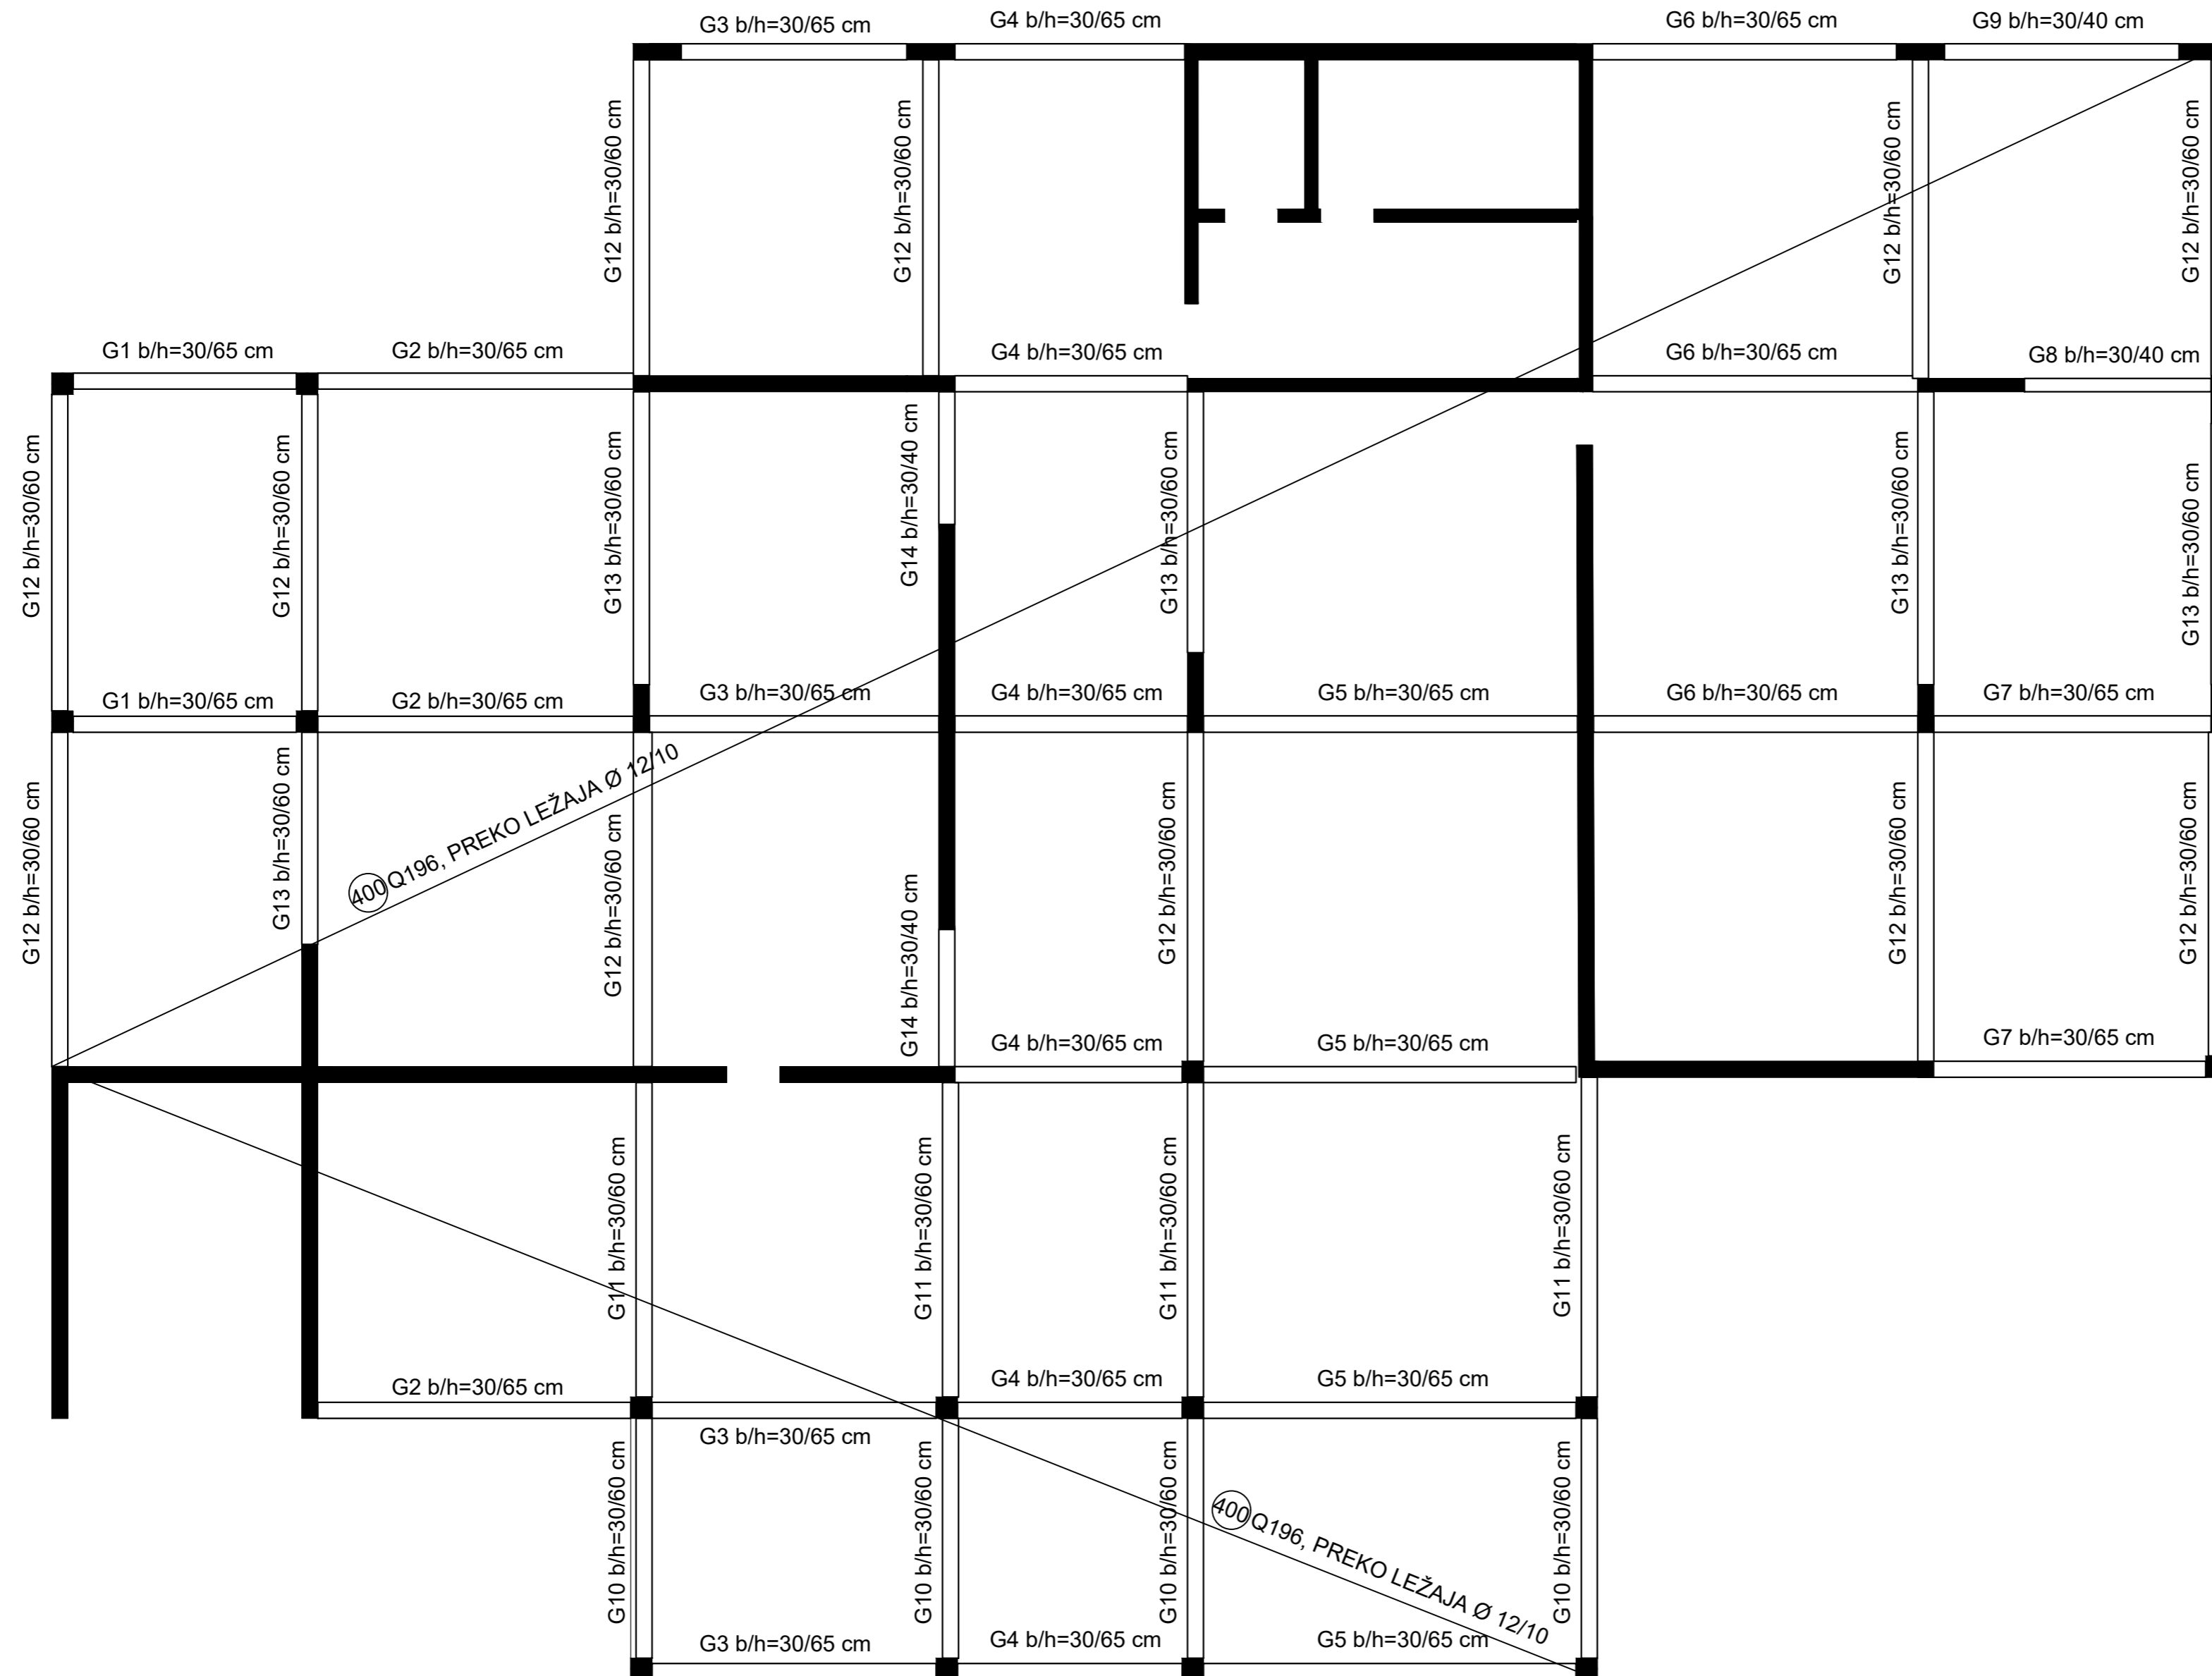 G3 b/h=30/65 cm
G4 b/h=30/65 cm
G6 b/h=30/65 cm
G9 b/h=30/40 cm
G12 b/h=30/60 cm
G12 b/h=30/60 cm
G12 b/h=30/60 cm
G12 b/h=30/60 cm
G1 b/h=30/65 cm
G2 b/h=30/65 cm
G4 b/h=30/65 cm
G6 b/h=30/65 cm
G8 b/h=30/40 cm
G12 b/h=30/60 cm
G12 b/h=30/60 cm
G13 b/h=30/60 cm
G14 b/h=30/40 cm
G13 b/h=30/60 cm
G13 b/h=30/60 cm
G13 b/h=30/60 cm
G1 b/h=30/65 cm
G2 b/h=30/65 cm
G3 b/h=30/65 cm
G4 b/h=30/65 cm
G5 b/h=30/65 cm
G6 b/h=30/65 cm
G7 b/h=30/65 cm
G12 b/h=30/60 cm
G13 b/h=30/60 cm
400 Q196, PREKO LEŽAJA Ø 12/10
G12 b/h=30/60 cm
G14 b/h=30/40 cm
G12 b/h=30/60 cm
G12 b/h=30/60 cm
G12 b/h=30/60 cm
G4 b/h=30/65 cm
G5 b/h=30/65 cm
G7 b/h=30/65 cm
G11 b/h=30/60 cm
G11 b/h=30/60 cm
G11 b/h=30/60 cm
G11 b/h=30/60 cm
G2 b/h=30/65 cm
G4 b/h=30/65 cm
G5 b/h=30/65 cm
G3 b/h=30/65 cm
G10 b/h=30/60 cm
G10 b/h=30/60 cm
G10 b/h=30/60 cm
400 Q196, PREKO LEŽAJA Ø 12/10
G10 b/h=30/60 cm
G3 b/h=30/65 cm
G4 b/h=30/65 cm
G5 b/h=30/65 cm